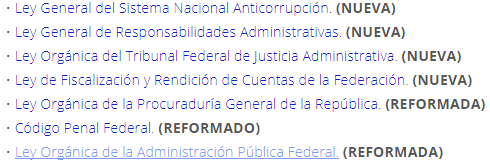 · Ley General del Sistema Nacional Anticorrupción. (NUEVA)
· Ley General de Responsabilidades Administrativas. (NUEVA)
· Ley Orgánica del Tribunal Federal de Justicia Administrativa. (NUEVA)
· Ley de Fiscalización y Rendición de Cuentas de la Federación. (NUEVA)
· Ley Orgánica de la Procuraduría General de la República. (REFORMADA)
· Código Penal Federal. (REFORMADO)
· Ley Orgánica de la Administración Pública Federal. (REFORMADA)